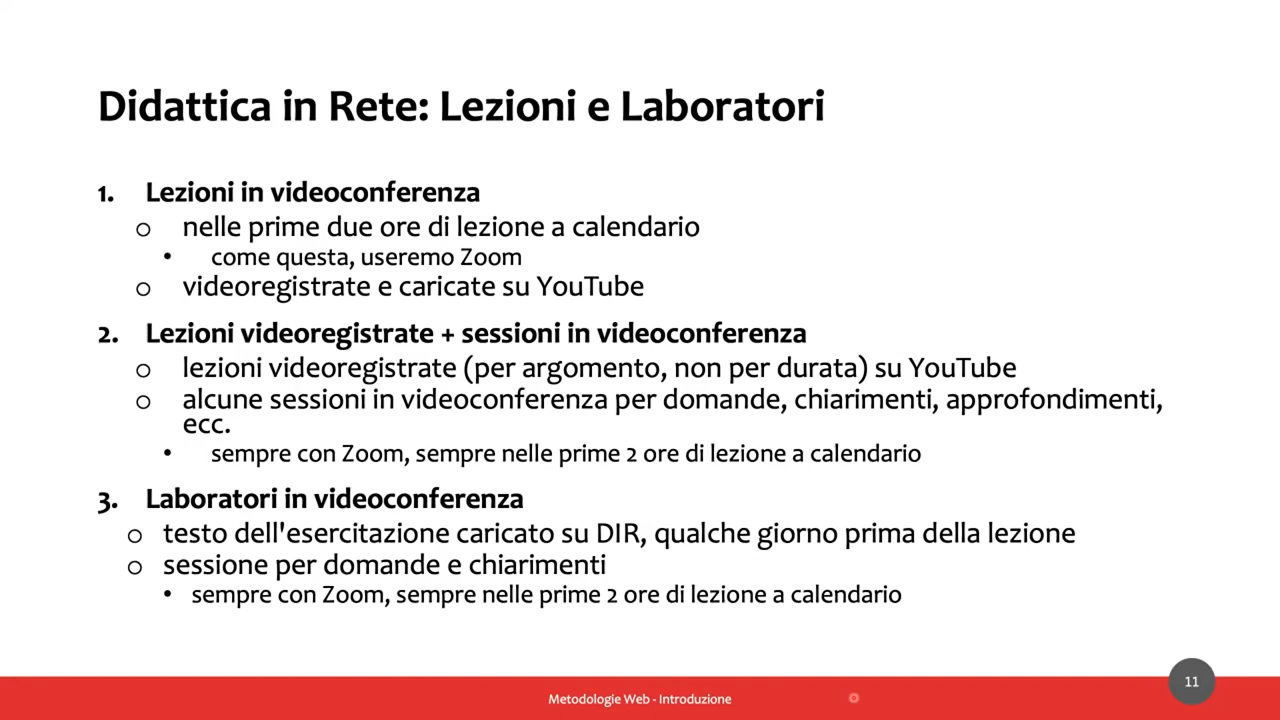 Didattica in Rete: Lezioni e Laboratori
1. Lezioni in videoconferenza
o nelle prime due ore di lezione a calendario
• come questa, useremo Zoom
o videoregistrate e caricate su YouTube
2. Lezioni videoregistrate + sessioni in videoconferenza
o lezioni videoregistrate (per argomento, non per durata) su YouTube
o alcune sessioni in videoconferenza per domande, chiarimenti, approfondimenti,
ecc.
• sempre con Zoom, sempre nelle prime 2 ore di lezione a calendario
3. Laboratori in videoconferenza
o testo dell'esercitazione caricato su DIR, qualche giorno prima della lezione
o sessione per domande e chiarimenti
• sempre con Zoom, sempre nelle prime 2 ore di lezione a calendario
Metodologie Web - Introduzione
11